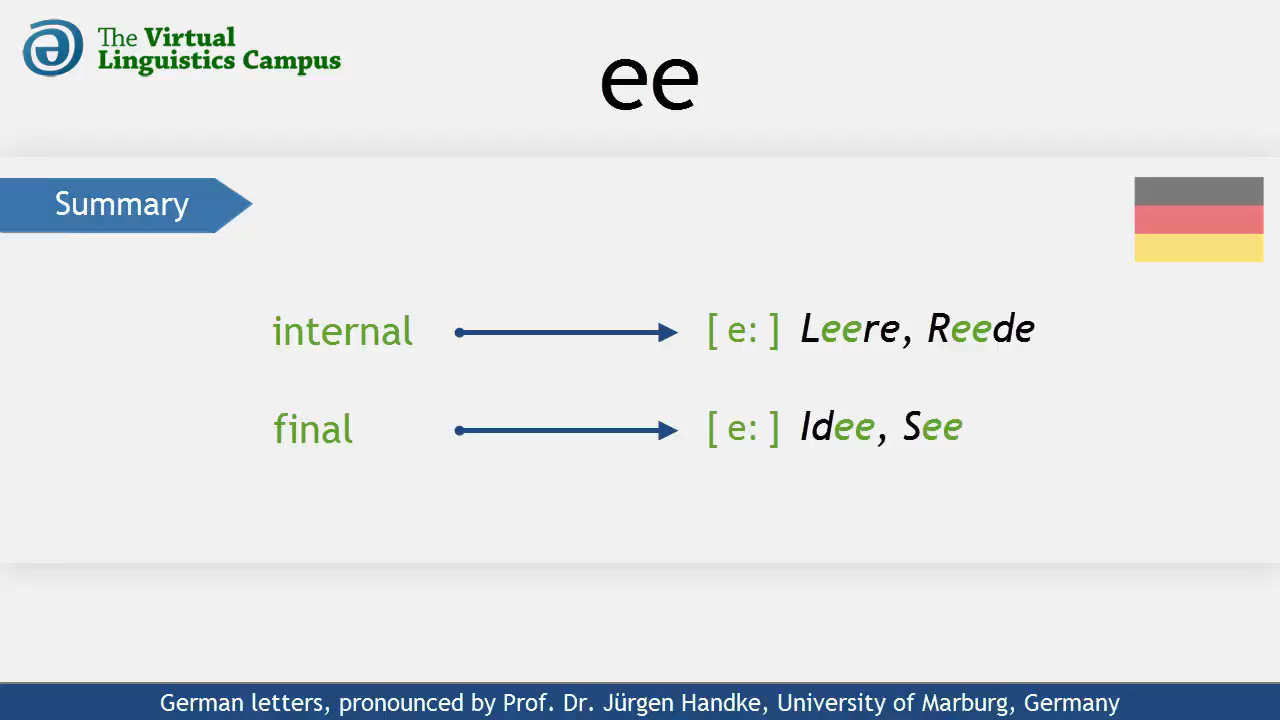 The Virtual
Linguistics Campus
ee
Summary
internal [ e: ] Leere, Reede
final [ e: ] Idee, See
German letters, pronounced by Prof. Dr. Jürgen Handke, University of Marburg, Germany